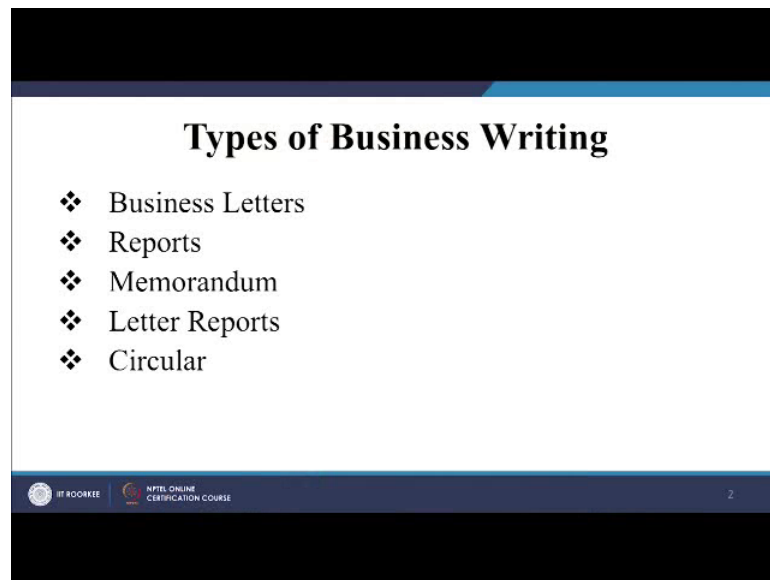 Types of Business Writing
❖ Business Letters
❖ Reports
❖ Memorandum
❖ Letter Reports
❖ Circular
IIT ROORKEE
NPTEL ONLINE
CERTIFICATION COURSE
2